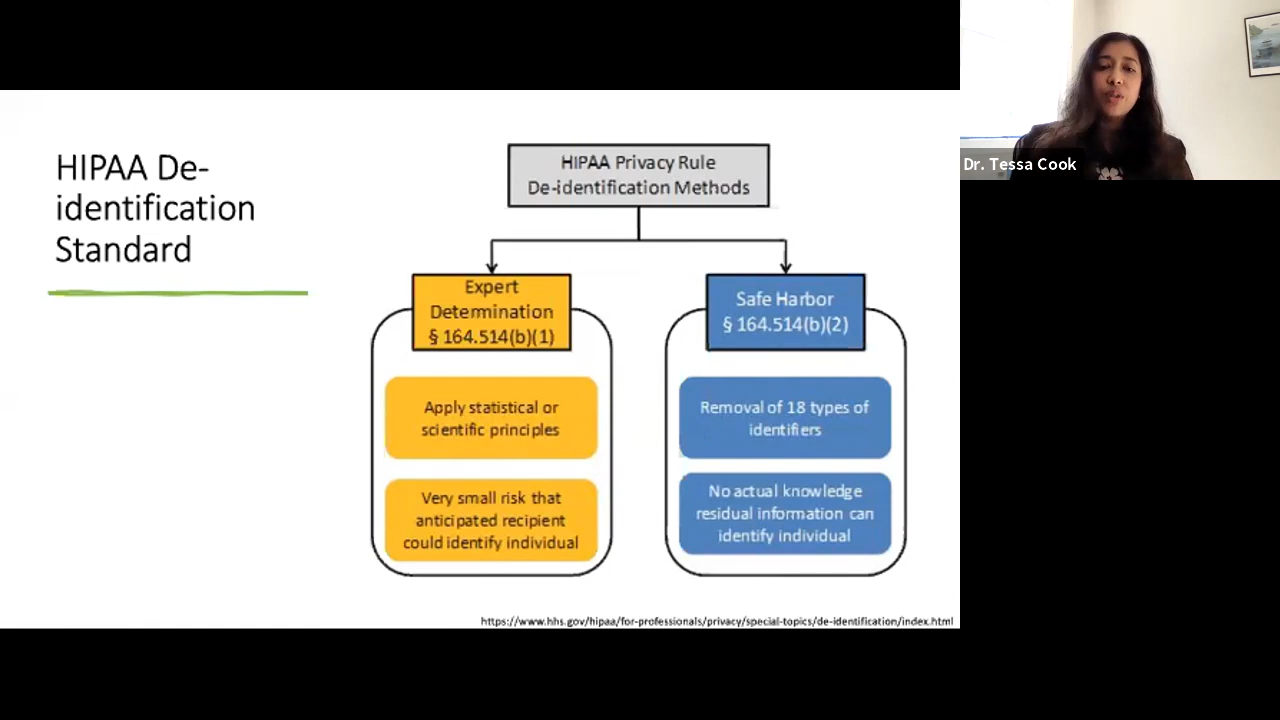 HIPAA De-
identification
Standard
HIPAA Privacy Rule
De-identification Methods
Expert
Determination
§ 164.514(b)(1)
Apply statistical or
scientific principles
Very small risk that
anticipated recipient
could identify individual
Safe Harbor
§ 164.514(b)(2)
Removal of 18 types of
identifiers
No actual knowledge
residual information can
identify individual
https://www.hhs.gov/hipaa/for-professionals/privacy/special-topics/de-identification/index.html
Dr. Tessa Cook